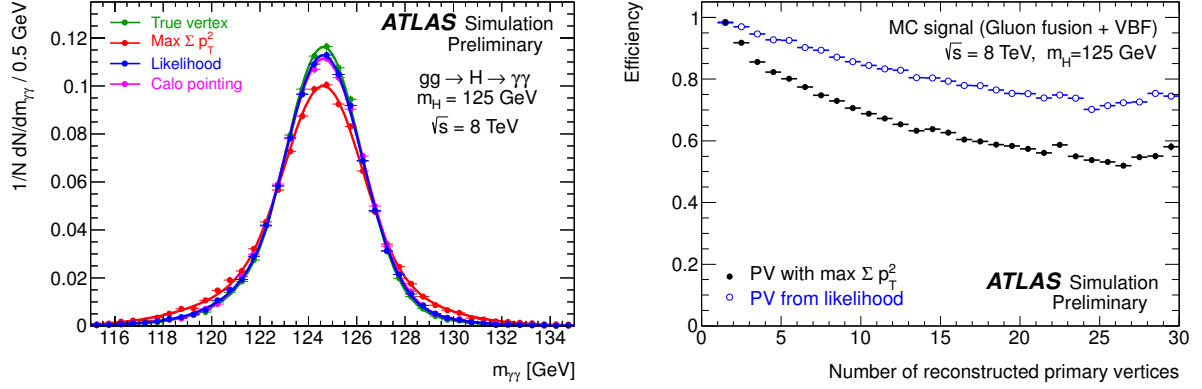 1/N dN/dm_γγ / 0.5 GeV
0.12
0.1
0.08
0.06
0.04
0.02
0
True vertex
Max Σ p_T^2
Likelihood
Calo pointing
ATLAS Simulation
Preliminary
gg → H → γγ
m_H = 125 GeV
√s = 8 TeV
116 118 120 122 124 126 128 130 132 134
m_γγ [GeV]
Efficiency
1
0.8
0.6
0.4
0.2
0
MC signal (Gluon fusion + VBF)
√s = 8 TeV, m_H=125 GeV
PV with max Σ p_T^2
PV from likelihood
ATLAS Simulation
Preliminary
0 5 10 15 20 25 30
Number of reconstructed primary vertices